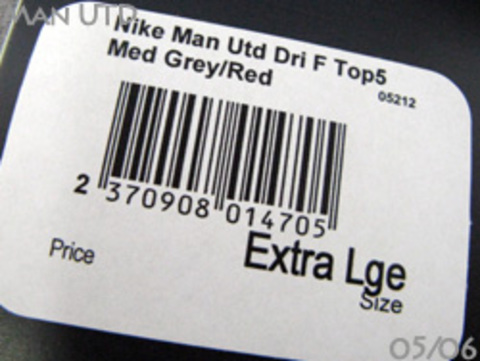 MAN UTD
Nike Man Utd Dri F Top5
Med Grey/Red
05212
2 370908 014705
Extra Lge
Price
Size
05/06